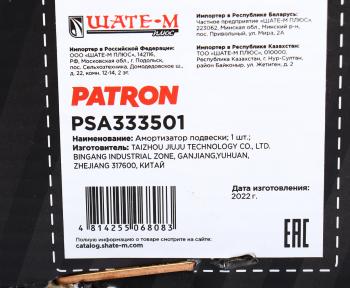 ШАТЕ-М
плюс
Импортер в Российской Федерации:
ООО «ШАТЕ-М ПЛЮС», 142116,
РФ, Московская обл., г. Подольск,
пос. Сельхозтехника, Домодедовское ш.,
д. 22, комн. 12-14, 2 эт.
Импортер в Республике Беларусь:
Частное предприятие «ШАТЕ-М ПЛЮС»,
223062, Минская обл., Минский р-н,
пос. Привольный, ул. Мира, 2А
Импортер в Республике Казахстан:
ТОО «ШАТЕ-М ПЛЮС», 010000,
Республика Казахстан, г. Нур-Султан,
район Байконыр, ул. Жетиген, д. 2
PATRON
PSA333501
Наименование: Амортизатор подвески; 1 шт.;
Изготовитель: TAIZHOU JIUJU TECHNOLOGY CO., LTD.
BINGANG INDUSTRIAL ZONE, GANJIANG,YUHUAN,
ZHEJIANG 317600, КИТАЙ
Дата изготовления:
2022 г.
4 814255 068083
EAC
Полную информацию о товаре смотрите на сайте:
catalog.shate-m.com